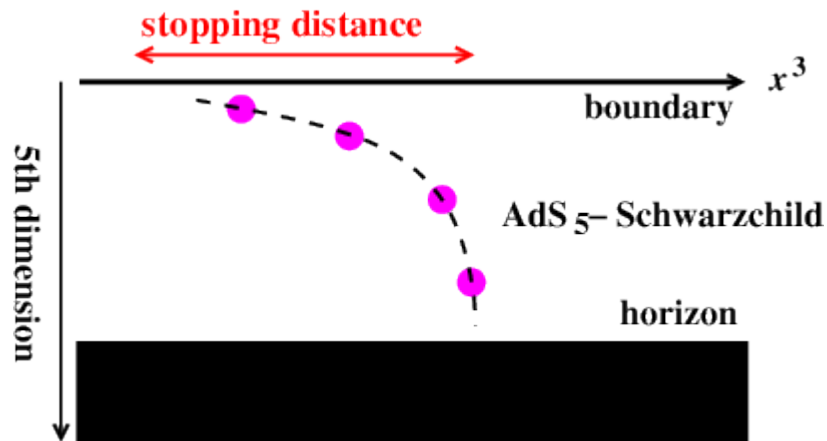 stopping distance
x³
boundary
5th dimension
AdS₅– Schwarzchild
horizon